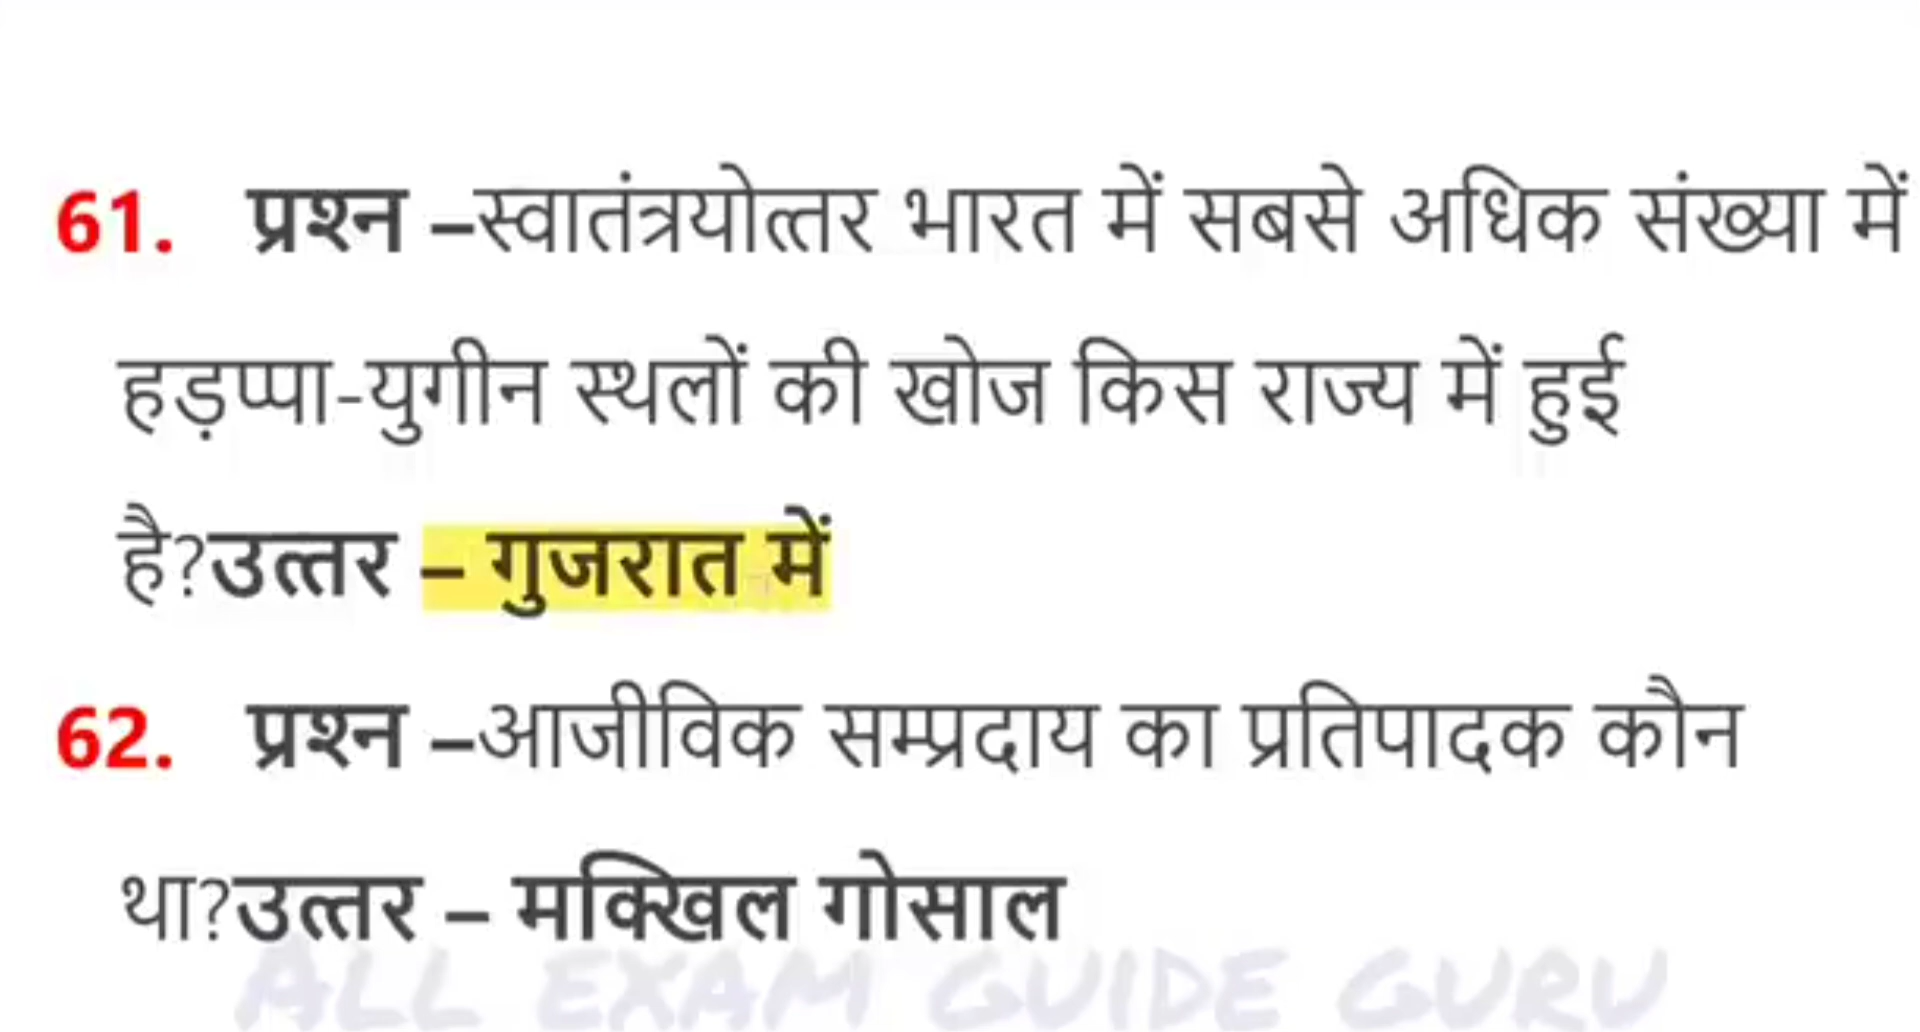 61. प्रश्न –स्वातंत्रयोत्तर भारत में सबसे अधिक संख्या में
हड़प्पा-युगीन स्थलों की खोज किस राज्य में हुई
है?उत्तर – गुजरात में
62. प्रश्न –आजीविक सम्प्रदाय का प्रतिपादक कौन
था?उत्तर – मक्खिल गोसाल
ALL EXAM GUIDE GURU